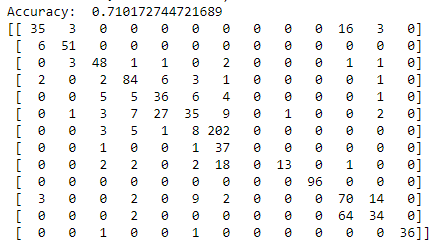 Accuracy:  0.710172744721689
[[ 35   3   0   0   0   0   0   0   0   0  16   3   0]
 [  6  51   0   0   0   0   0   0   0   0   0   0   0]
 [  0   3  48   1   1   0   2   0   0   0   1   1   0]
 [  2   0   2  84   6   3   1   0   0   0   0   1   0]
 [  0   0   5   5  36   6   4   0   0   0   0   1   0]
 [  0   1   3   7  27  35   9   0   1   0   0   2   0]
 [  0   0   3   5   1   8 202   0   0   0   0   0   0]
 [  0   0   1   0   0   1  37   0   0   0   0   0   0]
 [  0   0   2   2   0   2  18   0  13   0   1   0   0]
 [  0   0   0   0   0   0   0   0   0  96   0   0   0]
 [  3   0   0   2   0   9   2   0   0   0  70  14   0]
 [  0   0   0   2   0   0   0   0   0   0  64  34   0]
 [  0   0   1   0   0   1   0   0   0   0   0   0  36]]